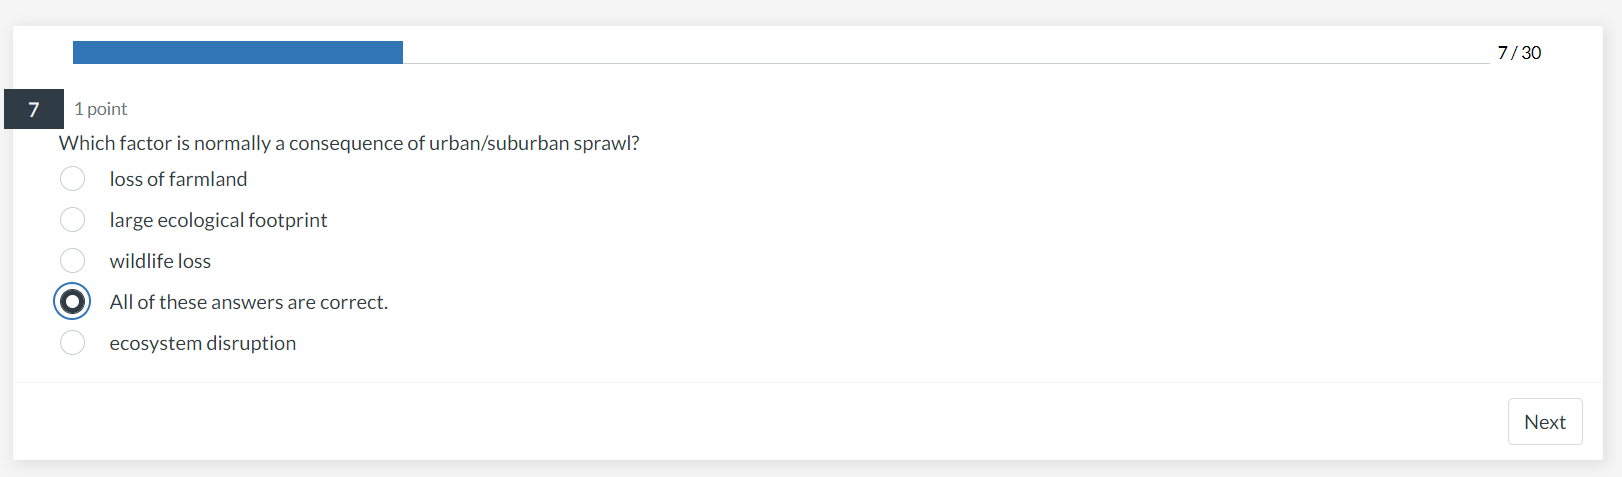 7 / 30
7
1 point
Which factor is normally a consequence of urban/suburban sprawl?
loss of farmland
large ecological footprint
wildlife loss
All of these answers are correct.
ecosystem disruption
Next